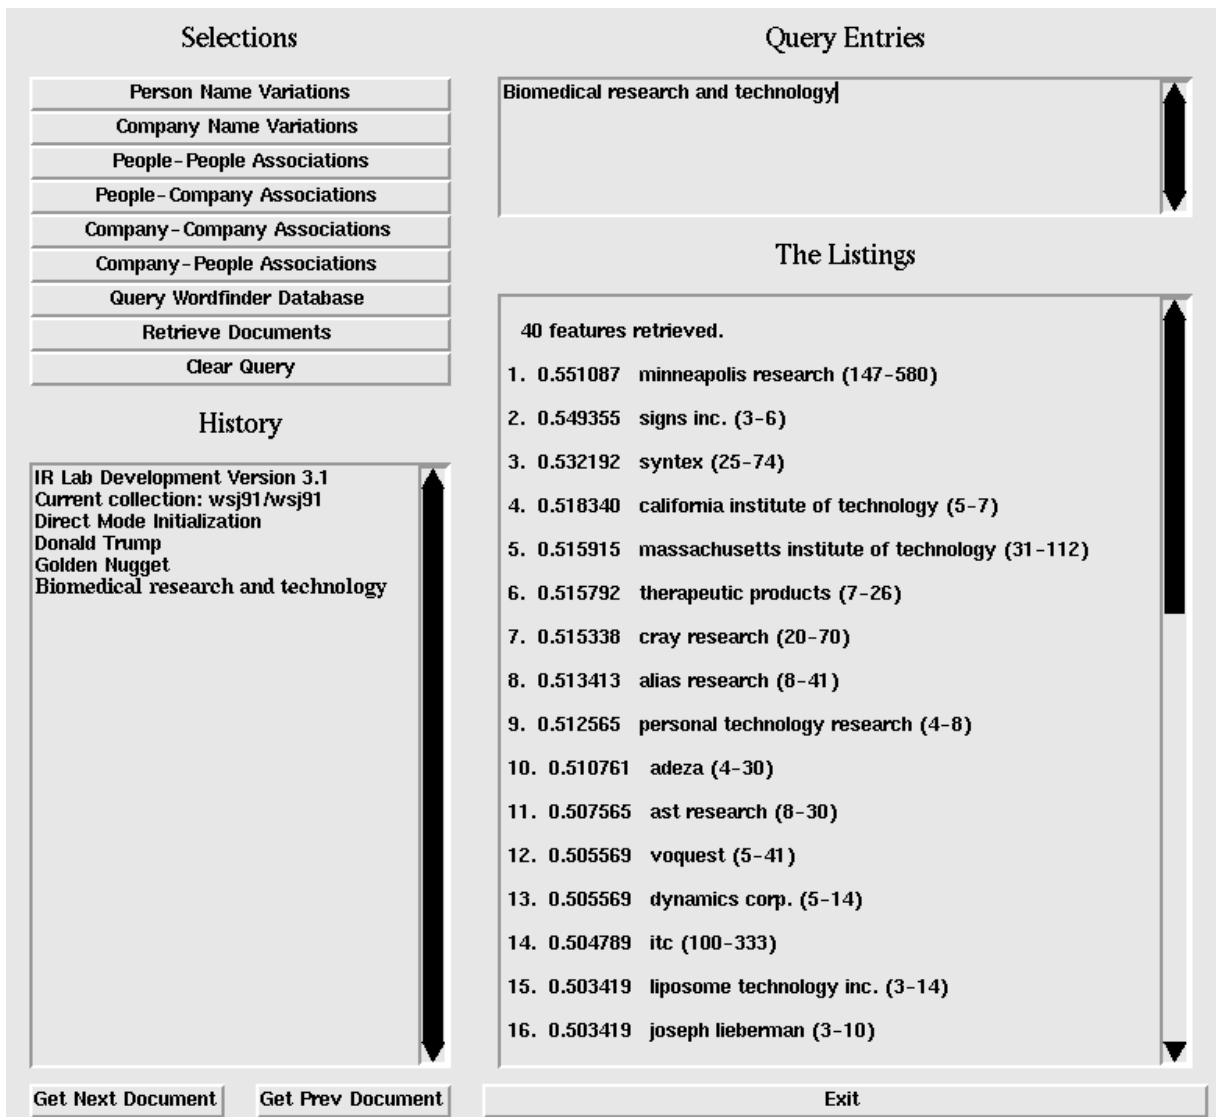 Selections
Person Name Variations
Company Name Variations
People-People Associations
People-Company Associations
Company-Company Associations
Company-People Associations
Query Wordfinder Database
Retrieve Documents
Clear Query
History
IR Lab Development Version 3.1
Current collection: wsj91/wsj91
Direct Mode Initialization
Donald Trump
Golden Nugget
Biomedical research and technology
Get Next Document
Get Prev Document
Query Entries
Biomedical research and technology
The Listings
40 features retrieved.
1. 0.551087 minneapolis research (147-580)
2. 0.549355 signs inc. (3-6)
3. 0.532192 syntex (25-74)
4. 0.518340 california institute of technology (5-7)
5. 0.515915 massachusetts institute of technology (31-112)
6. 0.515792 therapeutic products (7-26)
7. 0.515338 cray research (20-70)
8. 0.513413 alias research (8-41)
9. 0.512565 personal technology research (4-8)
10. 0.510761 adeza (4-30)
11. 0.507565 ast research (8-30)
12. 0.505569 voquest (5-41)
13. 0.505569 dynamics corp. (5-14)
14. 0.504789 itc (100-333)
15. 0.503419 liposome technology inc. (3-14)
16. 0.503419 joseph lieberman (3-10)
Exit